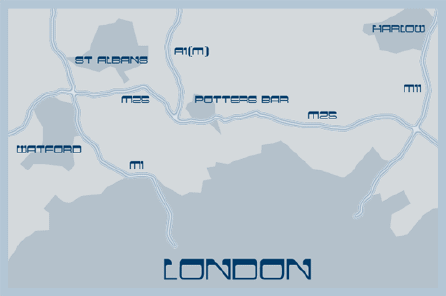 HARLOW
A1(M)
ST ALBANS
M11
M25
POTTERS BAR
M25
WATFORD
M1
LONDON